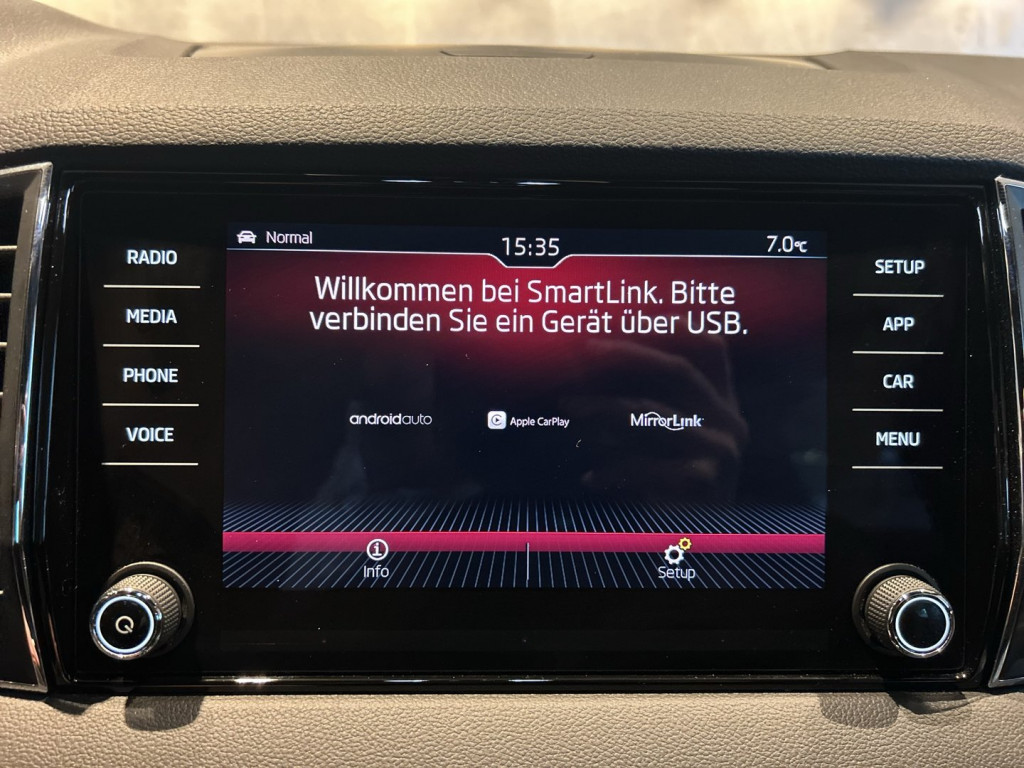 Normal
15:35
7.0°C
Willkommen bei SmartLink. Bitte
verbinden Sie ein Gerät über USB.
androidauto
Apple CarPlay
MirrorLink
Info
Setup
RADIO
MEDIA
PHONE
VOICE
SETUP
APP
CAR
MENU